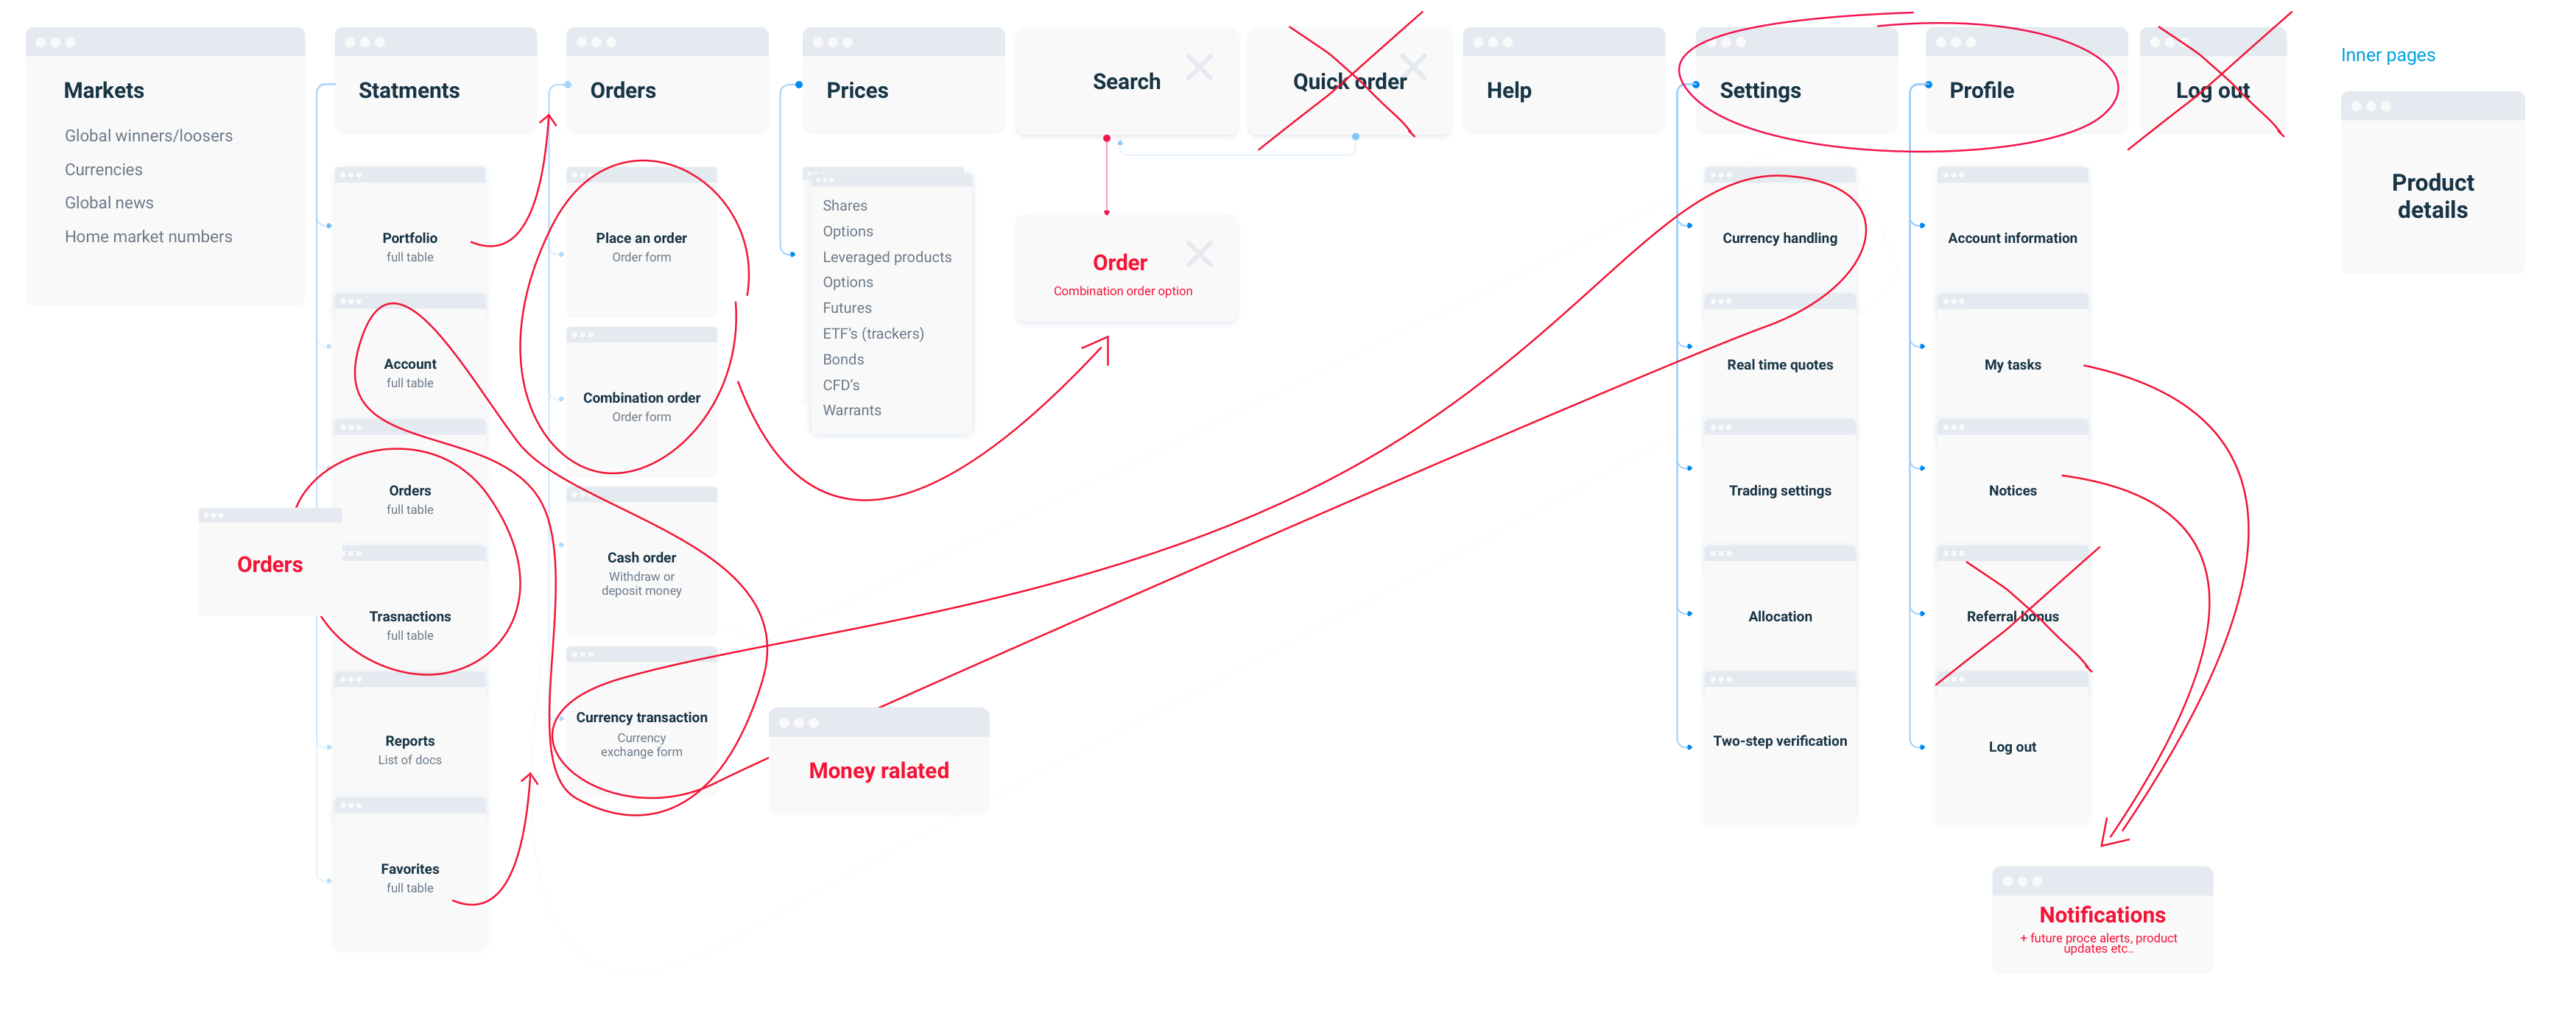 Markets
Global winners/loosers
Currencies
Global news
Home market numbers
Statments
Portfolio
full table
Account
full table
Orders
full table
Trasnactions
full table
Reports
List of docs
Favorites
full table
Orders
Orders
Place an order
Order form
Combination order
Order form
Cash order
Withdraw or
deposit money
Currency transaction
Currency
exchange form
Money ralated
Prices
Shares
Options
Leveraged products
Options
Futures
ETF's (trackers)
Bonds
CFD's
Warrants
Search
Order
Combination order option
Quick order
Help
Settings
Currency handling
Real time quotes
Trading settings
Allocation
Two-step verification
Profile
Account information
My tasks
Notices
Referral bonus
Log out
Notifications
+ future proce alerts, product
updates etc..
Log out
Inner pages
Product
details